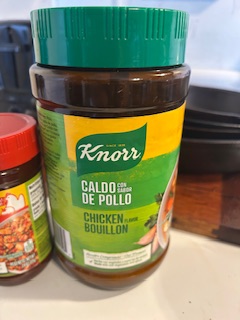 Knorr
CALDO CON SABOR
DE POLLO
CHICKEN FLAVOR
BOUILLON